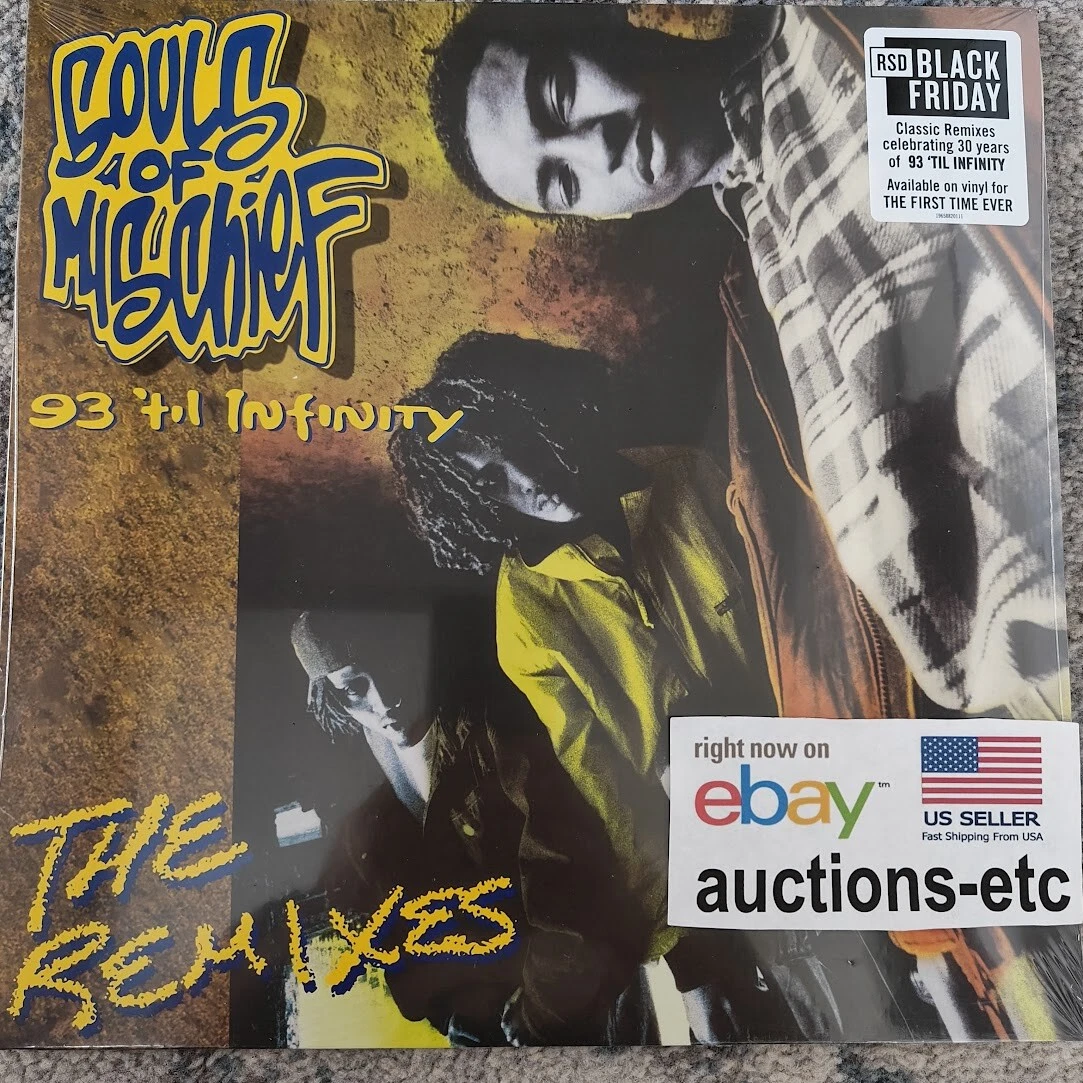 SOULS
OF
MISCHIEF
93 'til INFINITY
THE
REMIXES
RSD BLACK
FRIDAY
Classic Remixes
celebrating 30 years
of 93 'TIL INFINITY
Available on vinyl for
THE FIRST TIME EVER
right now on
ebay™
US SELLER
Fast Shipping From USA
auctions-etc